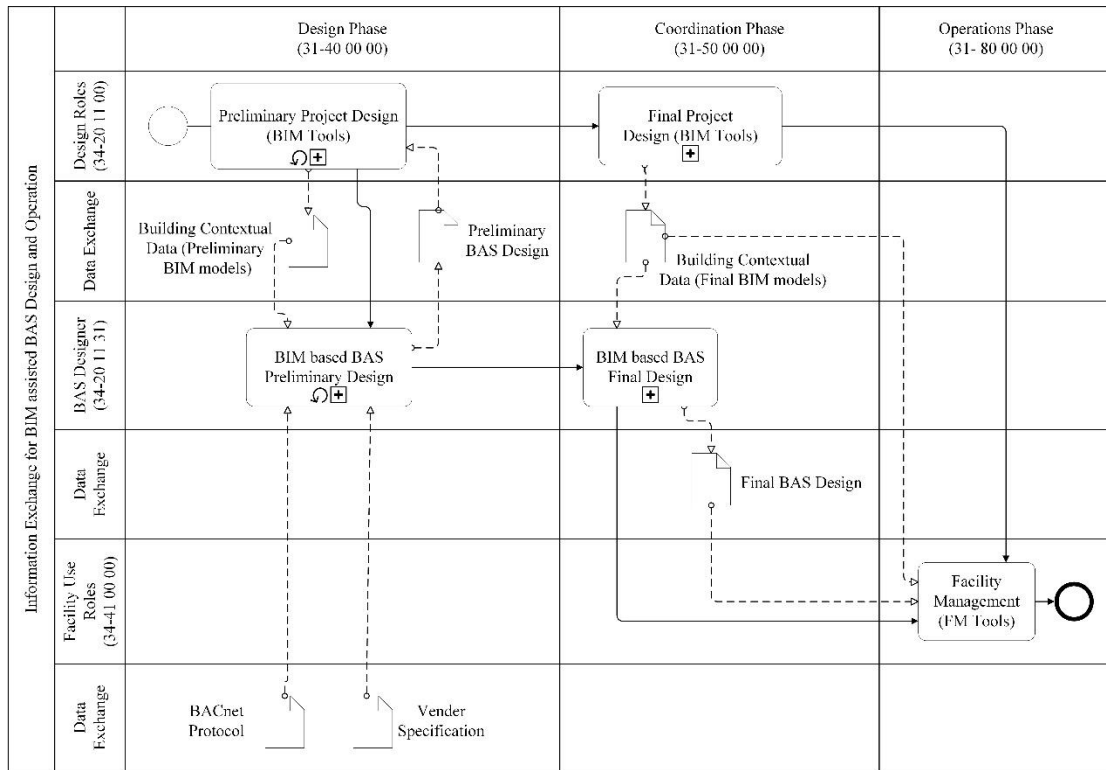 Information Exchange for BIM assisted BAS Design and Operation
Design Phase
(31-40 00 00)
Coordination Phase
(31-50 00 00)
Operations Phase
(31- 80 00 00)
Design Roles
(34-20 11 00)
Preliminary Project Design
(BIM Tools)
Final Project
Design (BIM Tools)
Data Exchange
Building Contextual
Data (Preliminary
BIM models)
Preliminary
BAS Design
Building Contextual
Data (Final BIM models)
BAS Designer
(34-20 11 31)
BIM based BAS
Preliminary Design
BIM based BAS
Final Design
Data
Exchange
Final BAS Design
Facility Use
Roles
(34-41 00 00)
Facility
Management
(FM Tools)
Data
Exchange
BACnet
Protocol
Vender
Specification